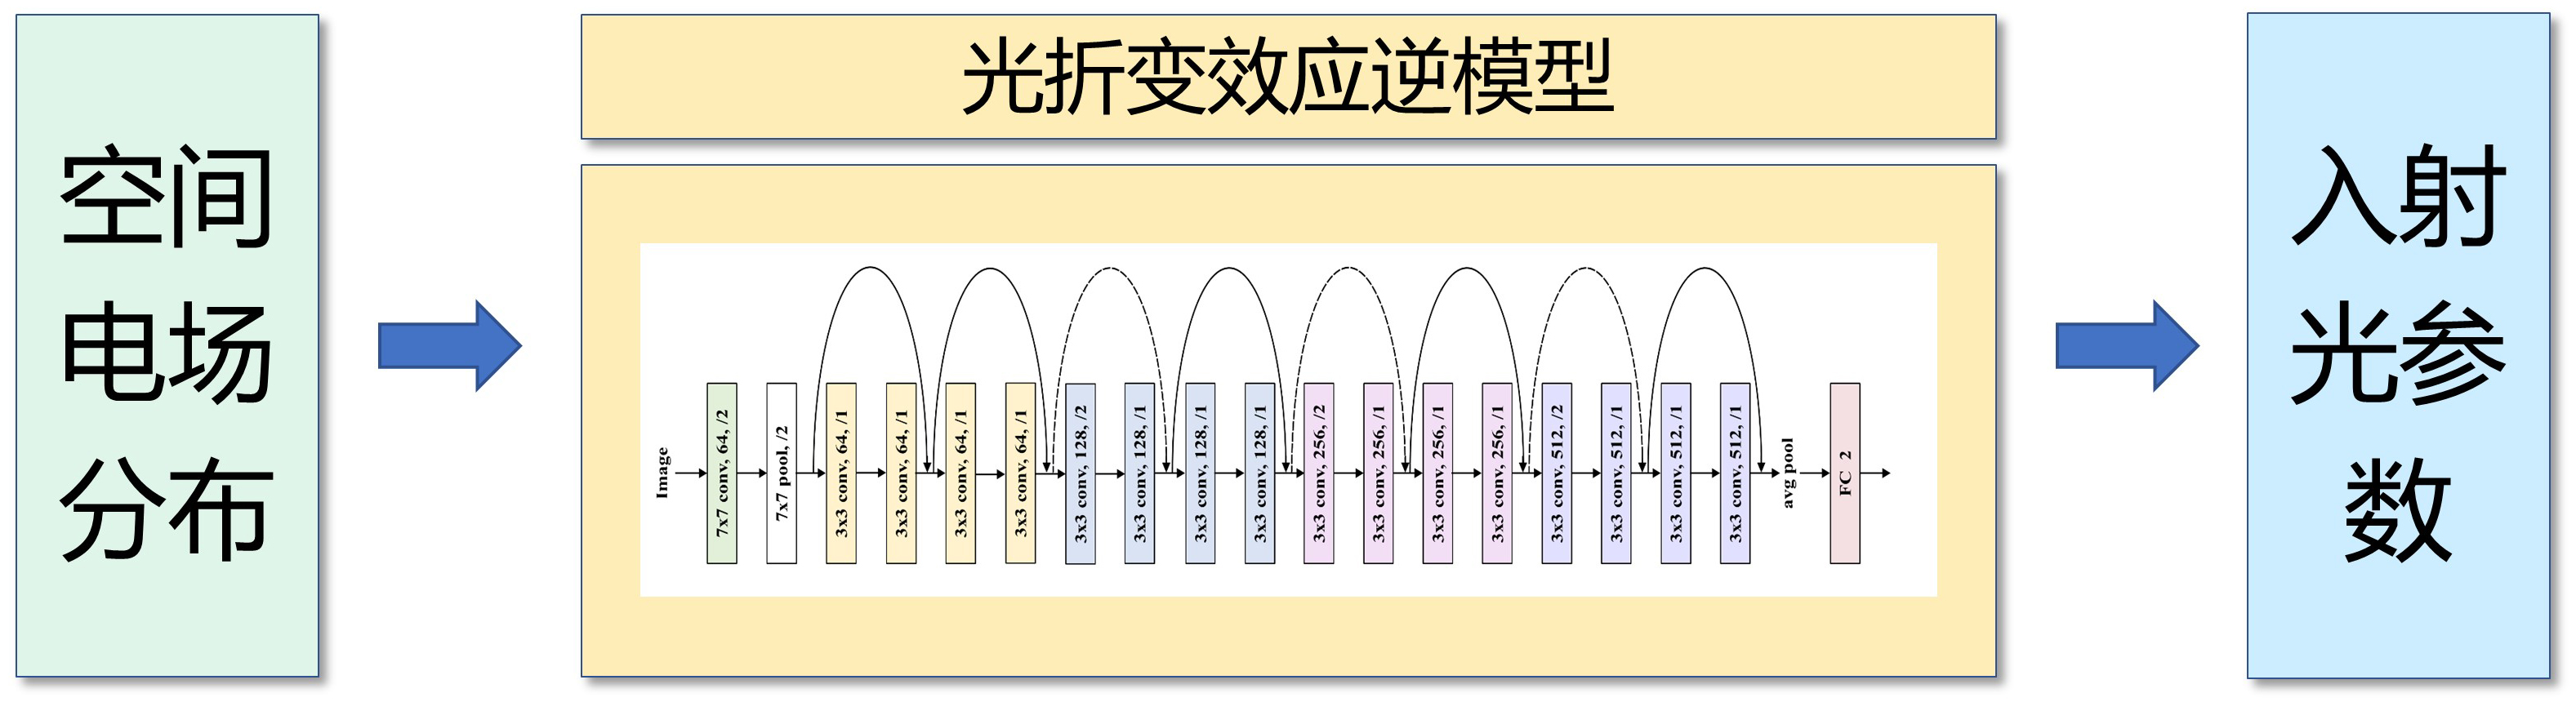 空间
电场
分布
光折变效应逆模型
Image
7x7 conv, 64, /2
7x7 pool, /2
3x3 conv, 64, /1
3x3 conv, 64, /1
3x3 conv, 64, /1
3x3 conv, 64, /1
3x3 conv, 128, /2
3x3 conv, 128, /1
3x3 conv, 128, /1
3x3 conv, 128, /1
3x3 conv, 256, /2
3x3 conv, 256, /1
3x3 conv, 256, /1
3x3 conv, 256, /1
3x3 conv, 512, /2
3x3 conv, 512, /1
3x3 conv, 512, /1
3x3 conv, 512, /1
avg pool
FC 2
入射
光参
数